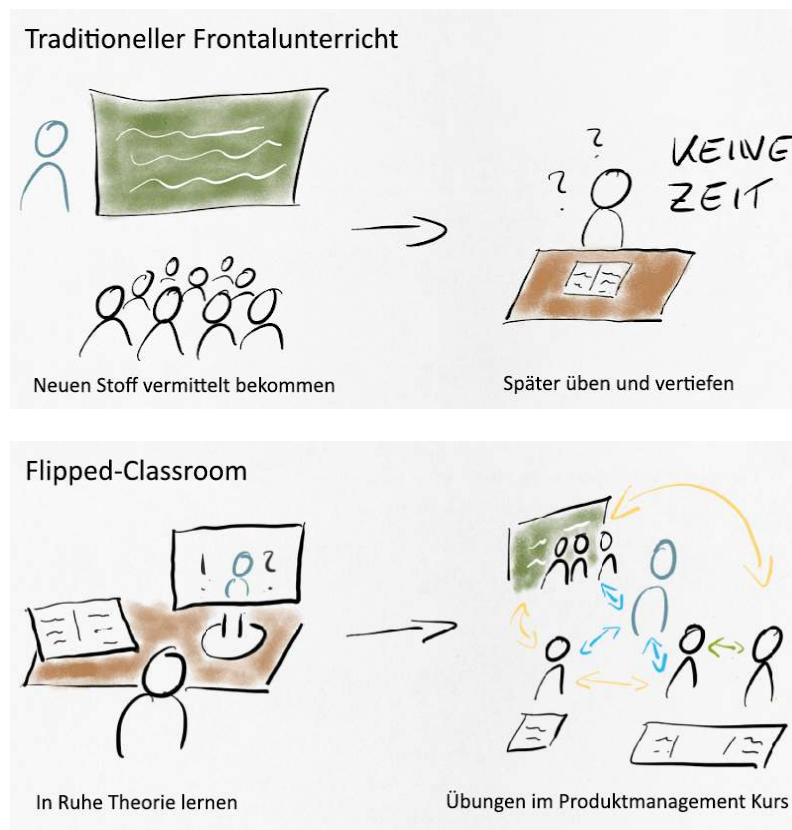 Traditioneller Frontalunterricht
? ?
KEINE
ZEIT
Neuen Stoff vermittelt bekommen
Später üben und vertiefen
Flipped-Classroom
! ?
In Ruhe Theorie lernen
Übungen im Produktmanagement Kurs